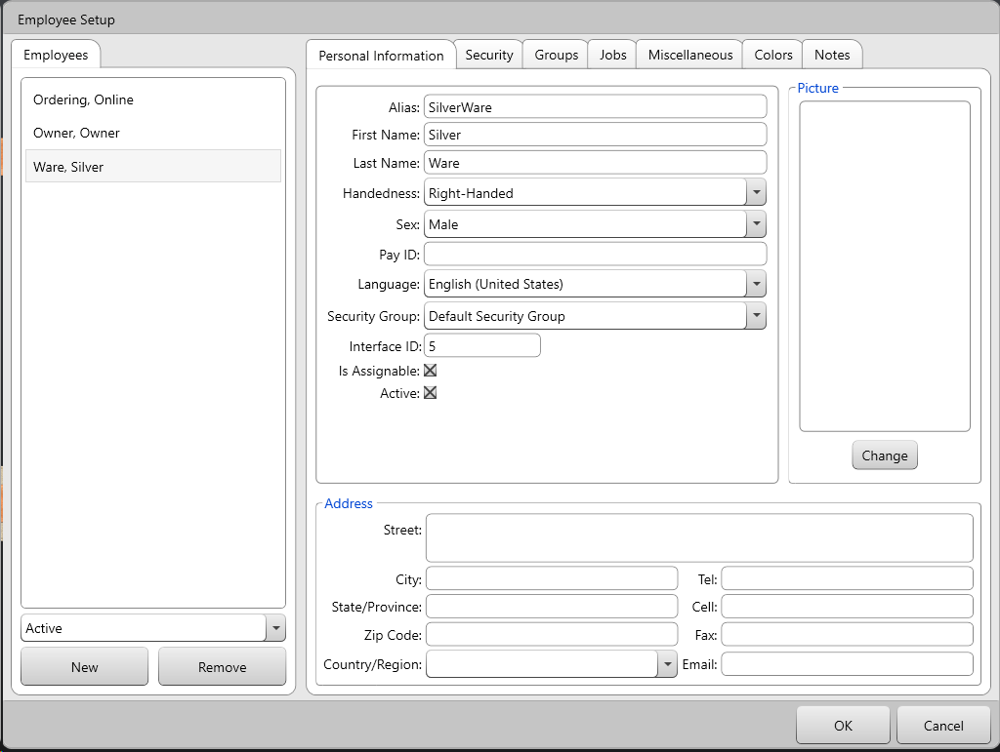 Employee Setup
Employees
Ordering, Online
Owner, Owner
Ware, Silver
Active
New
Remove
Personal Information
Security
Groups
Jobs
Miscellaneous
Colors
Notes
Alias: SilverWare
First Name: Silver
Last Name: Ware
Handedness: Right-Handed
Sex: Male
Pay ID:
Language: English (United States)
Security Group: Default Security Group
Interface ID: 5
Is Assignable:
Active:
Picture
Change
Address
Street:
City:
Tel:
State/Province:
Cell:
Zip Code:
Fax:
Country/Region:
Email:
OK
Cancel